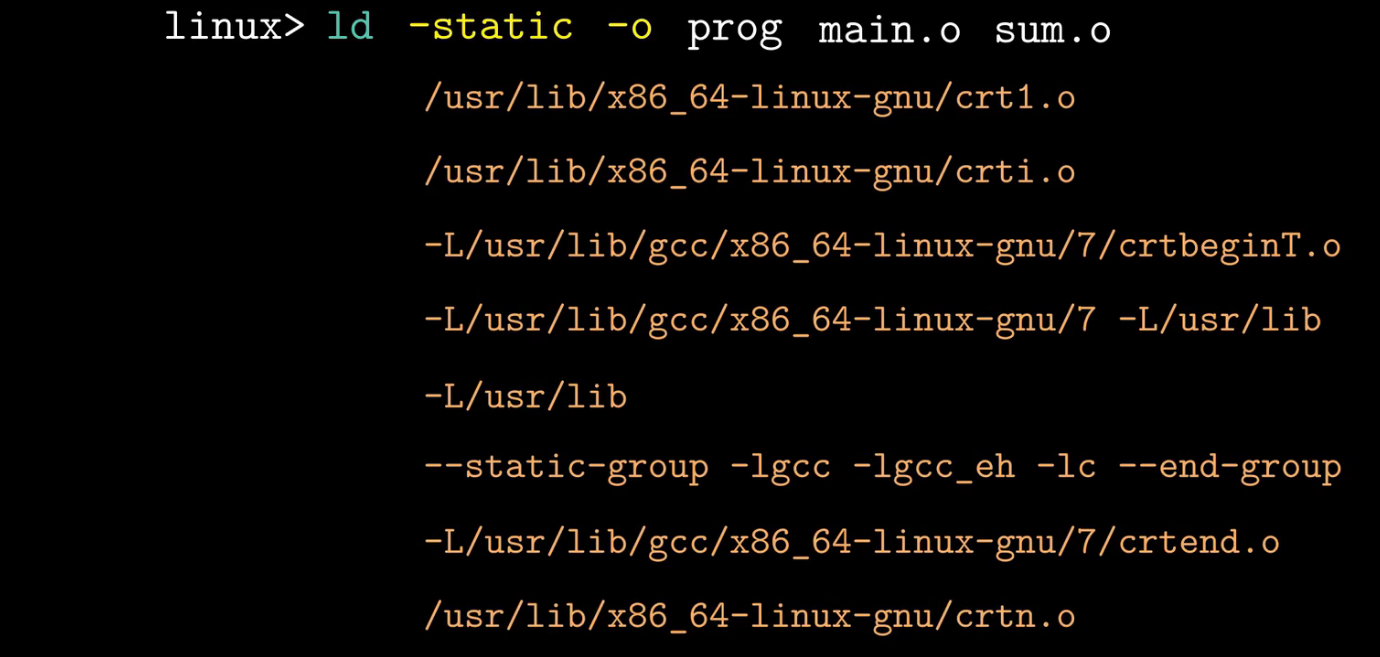 linux> ld -static -o prog main.o sum.o
/usr/lib/x86_64-linux-gnu/crt1.o
/usr/lib/x86_64-linux-gnu/crti.o
-L/usr/lib/gcc/x86_64-linux-gnu/7/crtbeginT.o
-L/usr/lib/gcc/x86_64-linux-gnu/7 -L/usr/lib
-L/usr/lib
--static-group -lgcc -lgcc_eh -lc --end-group
-L/usr/lib/gcc/x86_64-linux-gnu/7/crtend.o
/usr/lib/x86_64-linux-gnu/crtn.o